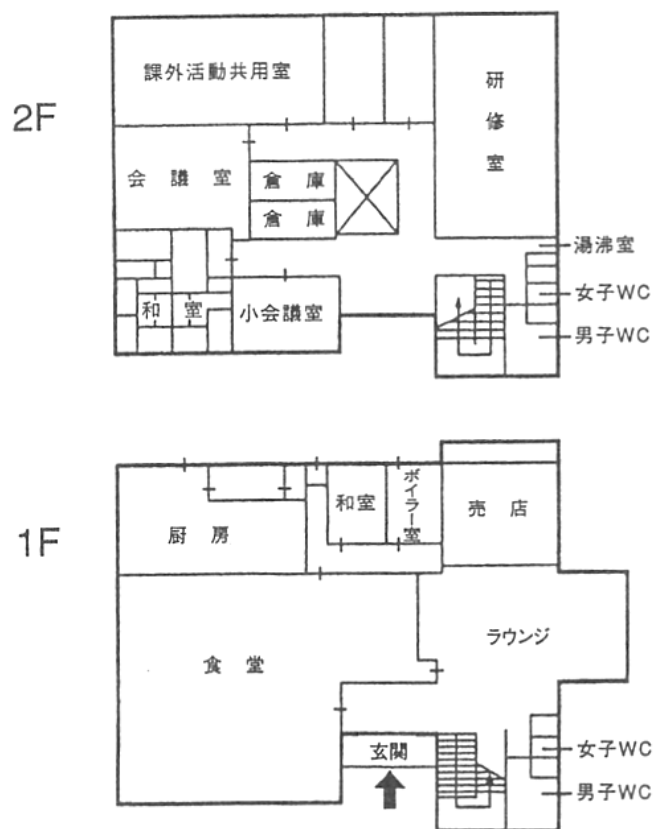 2F
課外活動共用室
研修室
会議室
倉庫
倉庫
湯沸室
女子WC
和室
小会議室
男子WC
1F
厨房
和室
ボイラー室
売店
ラウンジ
食堂
玄関
女子WC
男子WC